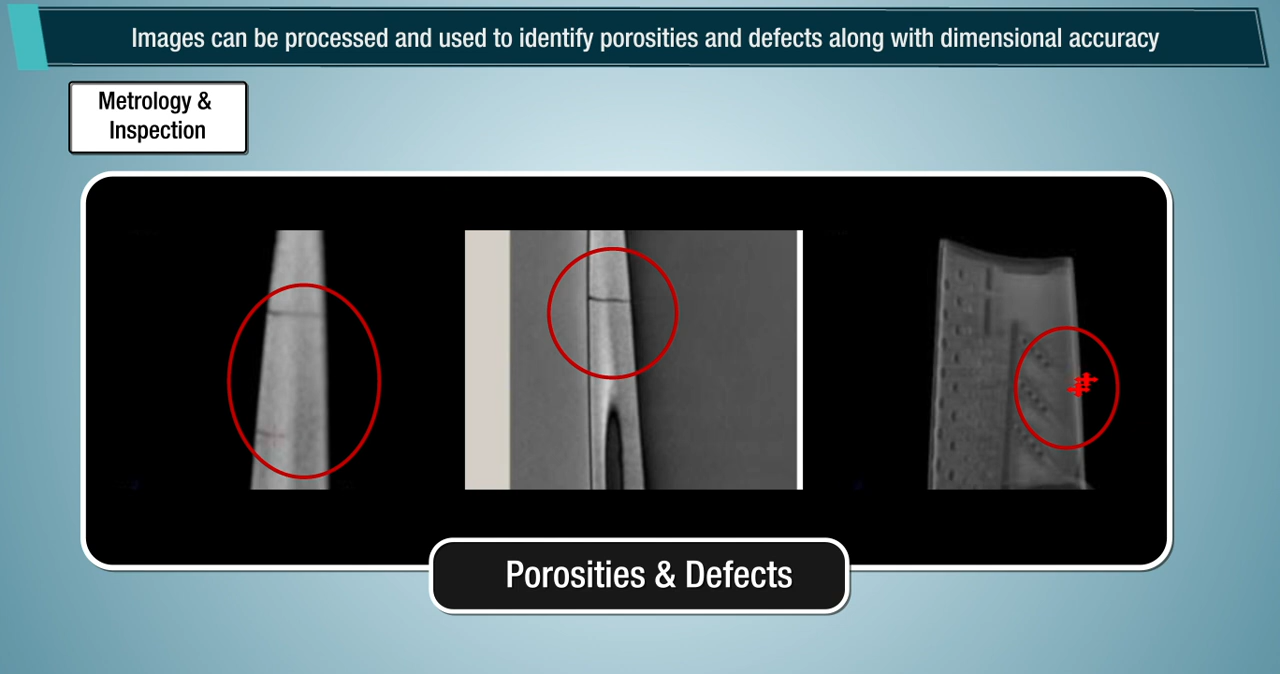 Images can be processed and used to identify porosities and defects along with dimensional accuracy
Metrology &
Inspection
Porosities & Defects